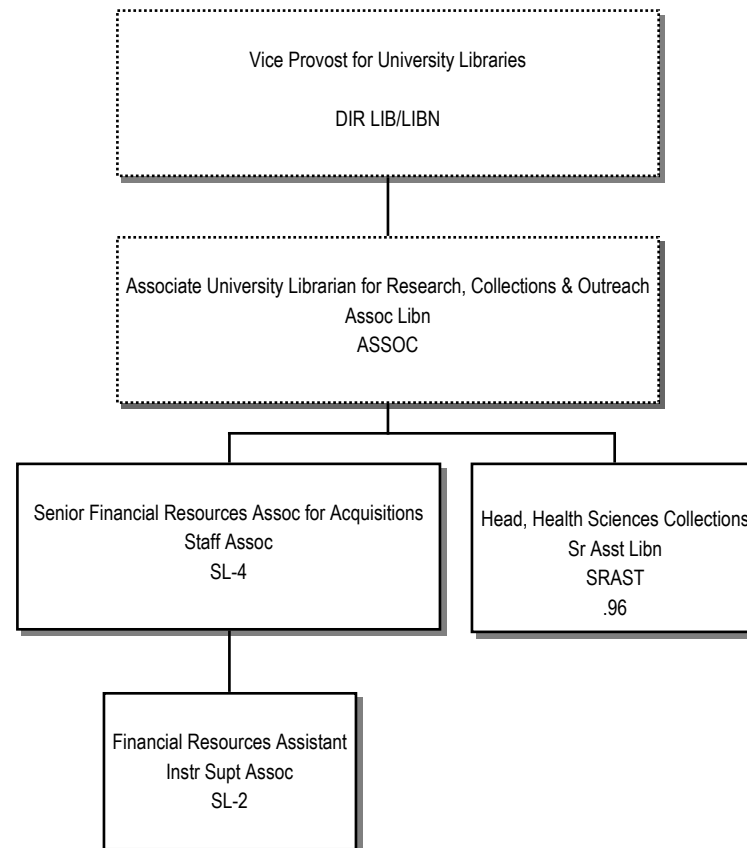 Vice Provost for University Libraries
DIR LIB/LIBN
Associate University Librarian for Research, Collections & Outreach
Assoc Libn
ASSOC
Senior Financial Resources Assoc for Acquisitions
Staff Assoc
SL-4
Head, Health Sciences Collections
Sr Asst Libn
SRAST
.96
Financial Resources Assistant
Instr Supt Assoc
SL-2